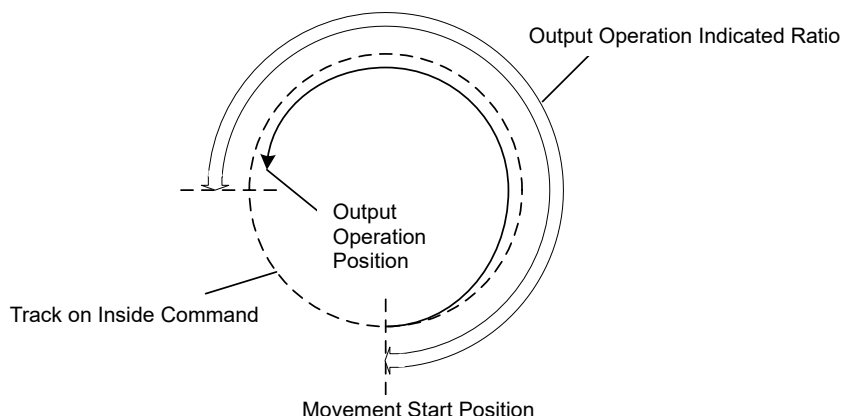 Output Operation Indicated Ratio
Output
Operation
Position
Track on Inside Command
Movement Start Position